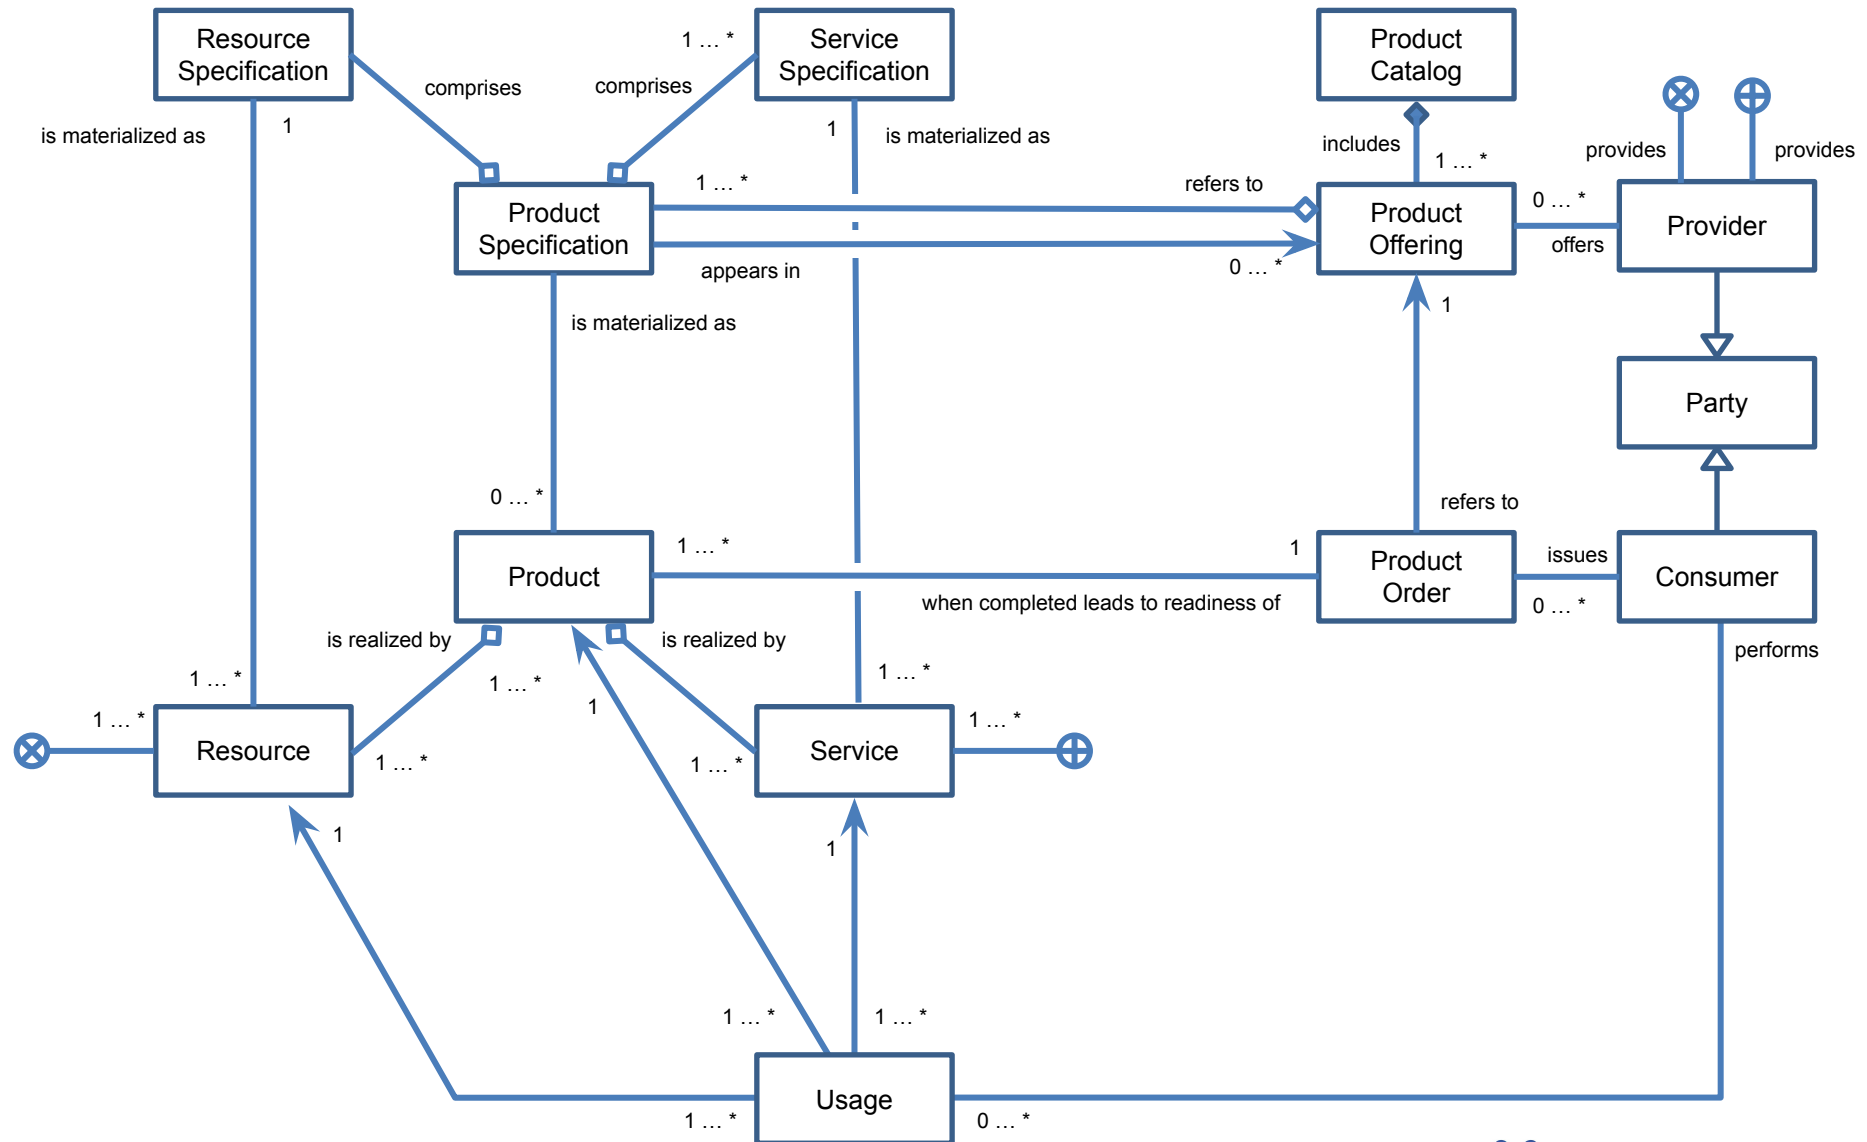 Resource
Specification
1 … *
Service
Specification
Product
Catalog
comprises
comprises
is materialized as
1
1
is materialized as
includes
1 … *
provides
provides
1 … *
refers to
Product
Specification
Product
Offering
0 … *
offers
Provider
appears in
0 … *
is materialized as
1
Party
0 … *
refers to
1 … *
1
Product
Product
Order
issues
0 … *
Consumer
when completed leads to readiness of
is realized by
is realized by
performs
1 … *
1 … *
1 … *
1
1 … *
1 … *
Resource
1 … *
1 … *
Service
1
1
1 … *
1 … *
Usage
1 … *
0 … *